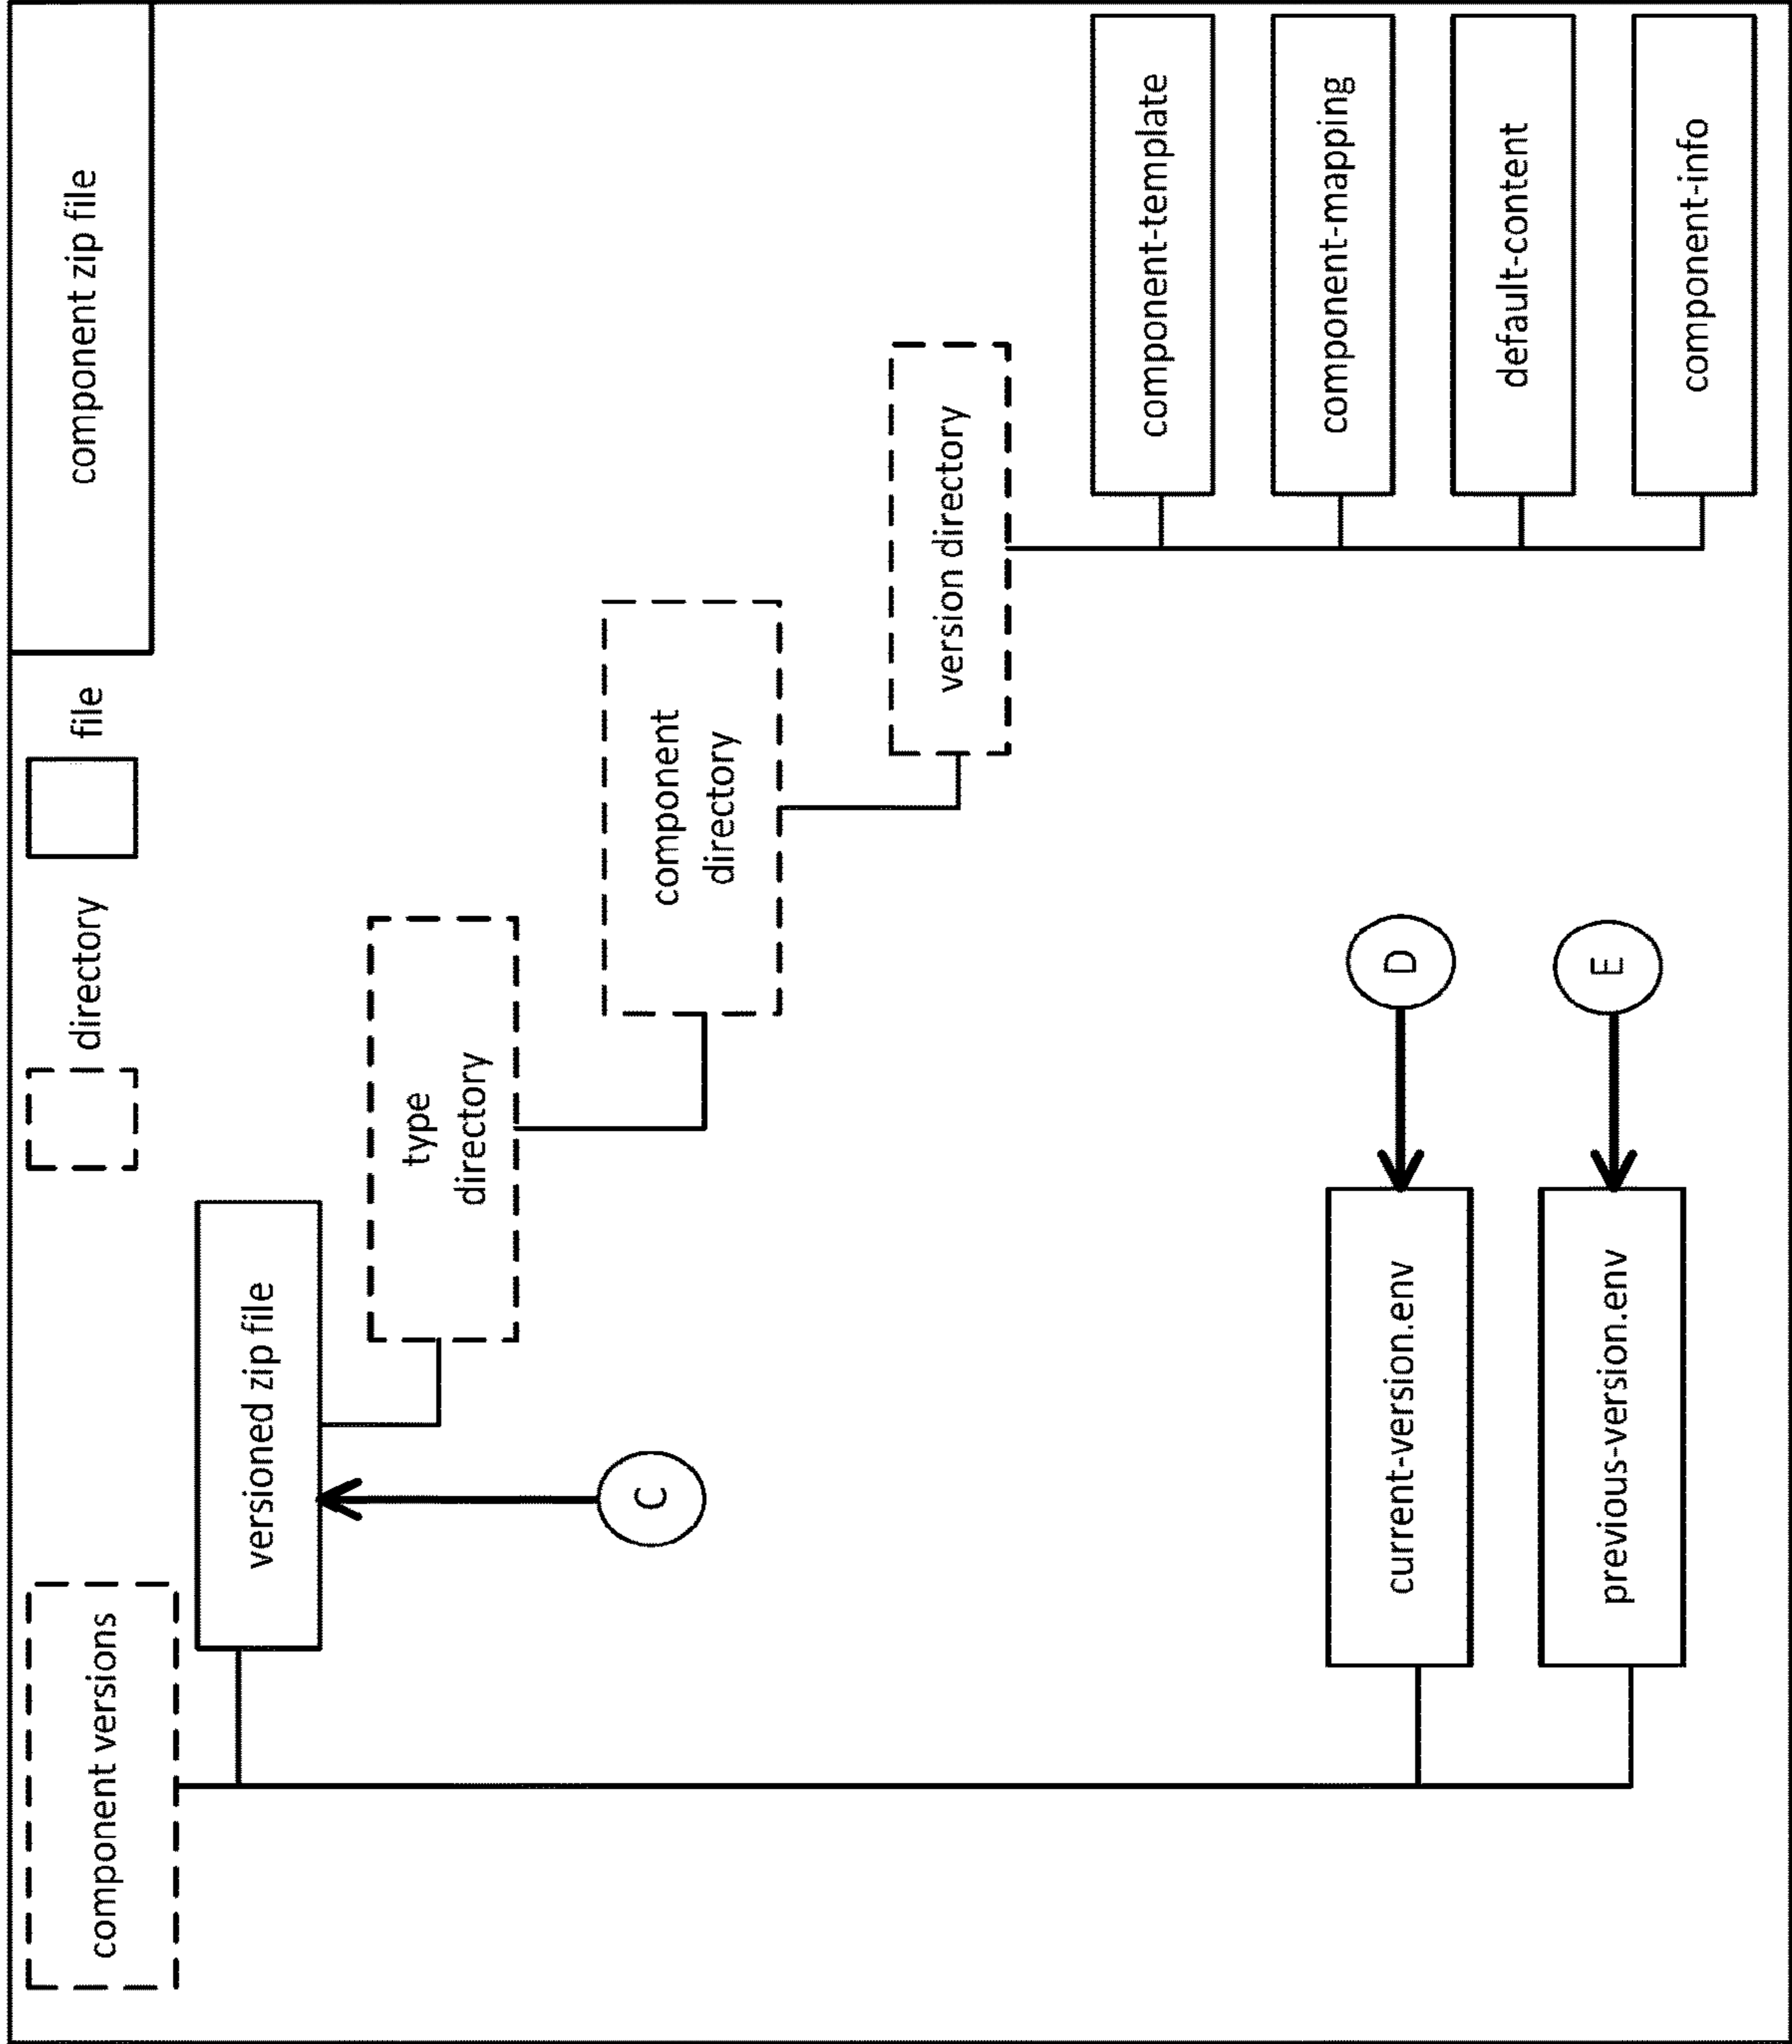 component versions
directory
file
component zip file
versioned zip file
type
directory
component
directory
version directory
C
component-template
component-mapping
default-content
component-info
current-version.env
D
previous-version.env
E